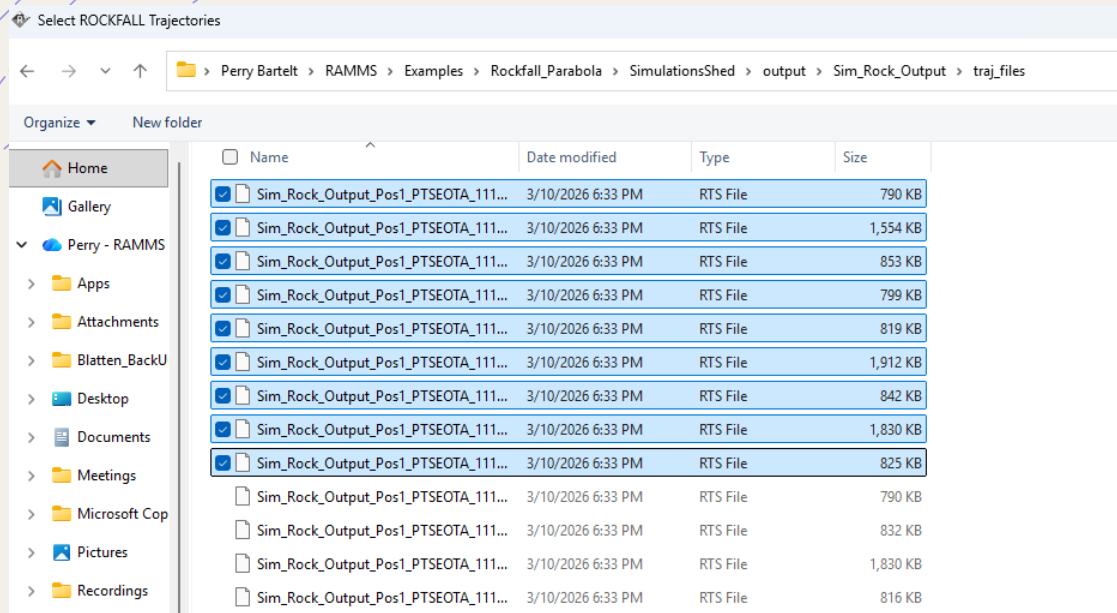 Select ROCKFALL Trajectories
Perry Bartelt > RAMMS > Examples > Rockfall_Parabola > SimulationsShed > output > Sim_Rock_Output > traj_files
Organize New folder
Name Date modified Type Size
Home
Gallery
Perry - RAMMS
Apps
Attachments
Blatten_BackU
Desktop
Documents
Meetings
Microsoft Cop
Pictures
Recordings
Sim_Rock_Output_Pos1_PTSEOTA_111... 3/10/2026 6:33 PM RTS File 790 KB
Sim_Rock_Output_Pos1_PTSEOTA_111... 3/10/2026 6:33 PM RTS File 1,554 KB
Sim_Rock_Output_Pos1_PTSEOTA_111... 3/10/2026 6:33 PM RTS File 853 KB
Sim_Rock_Output_Pos1_PTSEOTA_111... 3/10/2026 6:33 PM RTS File 799 KB
Sim_Rock_Output_Pos1_PTSEOTA_111... 3/10/2026 6:33 PM RTS File 819 KB
Sim_Rock_Output_Pos1_PTSEOTA_111... 3/10/2026 6:33 PM RTS File 1,912 KB
Sim_Rock_Output_Pos1_PTSEOTA_111... 3/10/2026 6:33 PM RTS File 842 KB
Sim_Rock_Output_Pos1_PTSEOTA_111... 3/10/2026 6:33 PM RTS File 1,830 KB
Sim_Rock_Output_Pos1_PTSEOTA_111... 3/10/2026 6:33 PM RTS File 825 KB
Sim_Rock_Output_Pos1_PTSEOTA_111... 3/10/2026 6:33 PM RTS File 790 KB
Sim_Rock_Output_Pos1_PTSEOTA_111... 3/10/2026 6:33 PM RTS File 832 KB
Sim_Rock_Output_Pos1_PTSEOTA_111... 3/10/2026 6:33 PM RTS File 1,830 KB
Sim_Rock_Output_Pos1_PTSEOTA_111... 3/10/2026 6:33 PM RTS File 816 KB